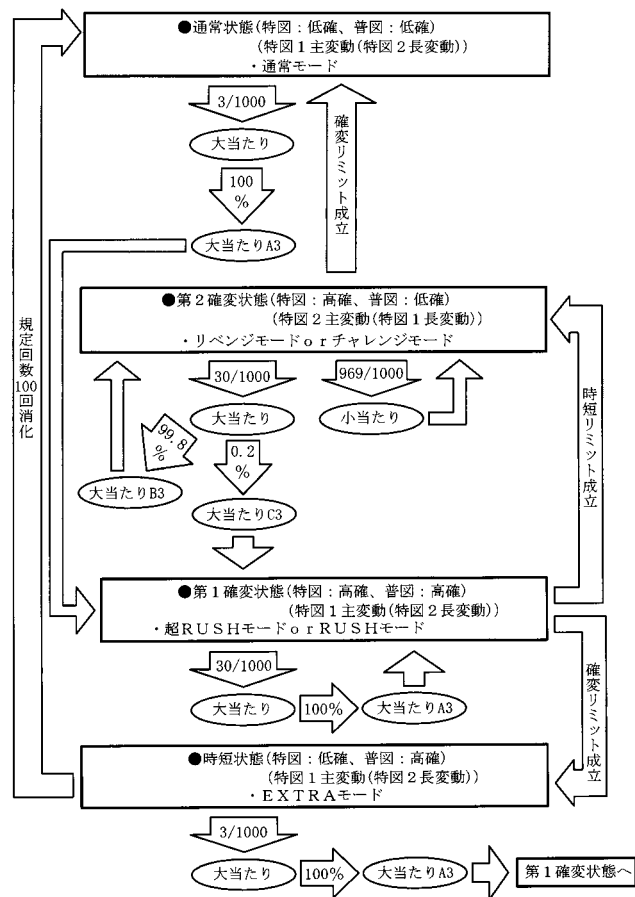 ●通常状態(特図：低確、普図：低確)
(特図１主変動(特図２長変動))
・通常モード
3/1000
大当たり
100
%
大当たりA3
確変リミット成立
●第２確変状態(特図：高確、普図：低確)
(特図２主変動(特図１長変動))
・リベンジモードｏｒチャレンジモード
30/1000
969/1000
大当たり
小当たり
99.8
%
0.2
%
大当たりB3
大当たりC3
規定回数100回消化
時短リミット成立
●第１確変状態(特図：高確、普図：高確)
(特図１主変動(特図２長変動))
・超ＲＵＳＨモードｏｒＲＵＳＨモード
30/1000
大当たり
100%
大当たりA3
確変リミット成立
●時短状態(特図：低確、普図：高確)
(特図１主変動(特図２長変動))
・ＥＸＴＲＡモード
3/1000
大当たり
100%
大当たりA3
第１確変状態へ